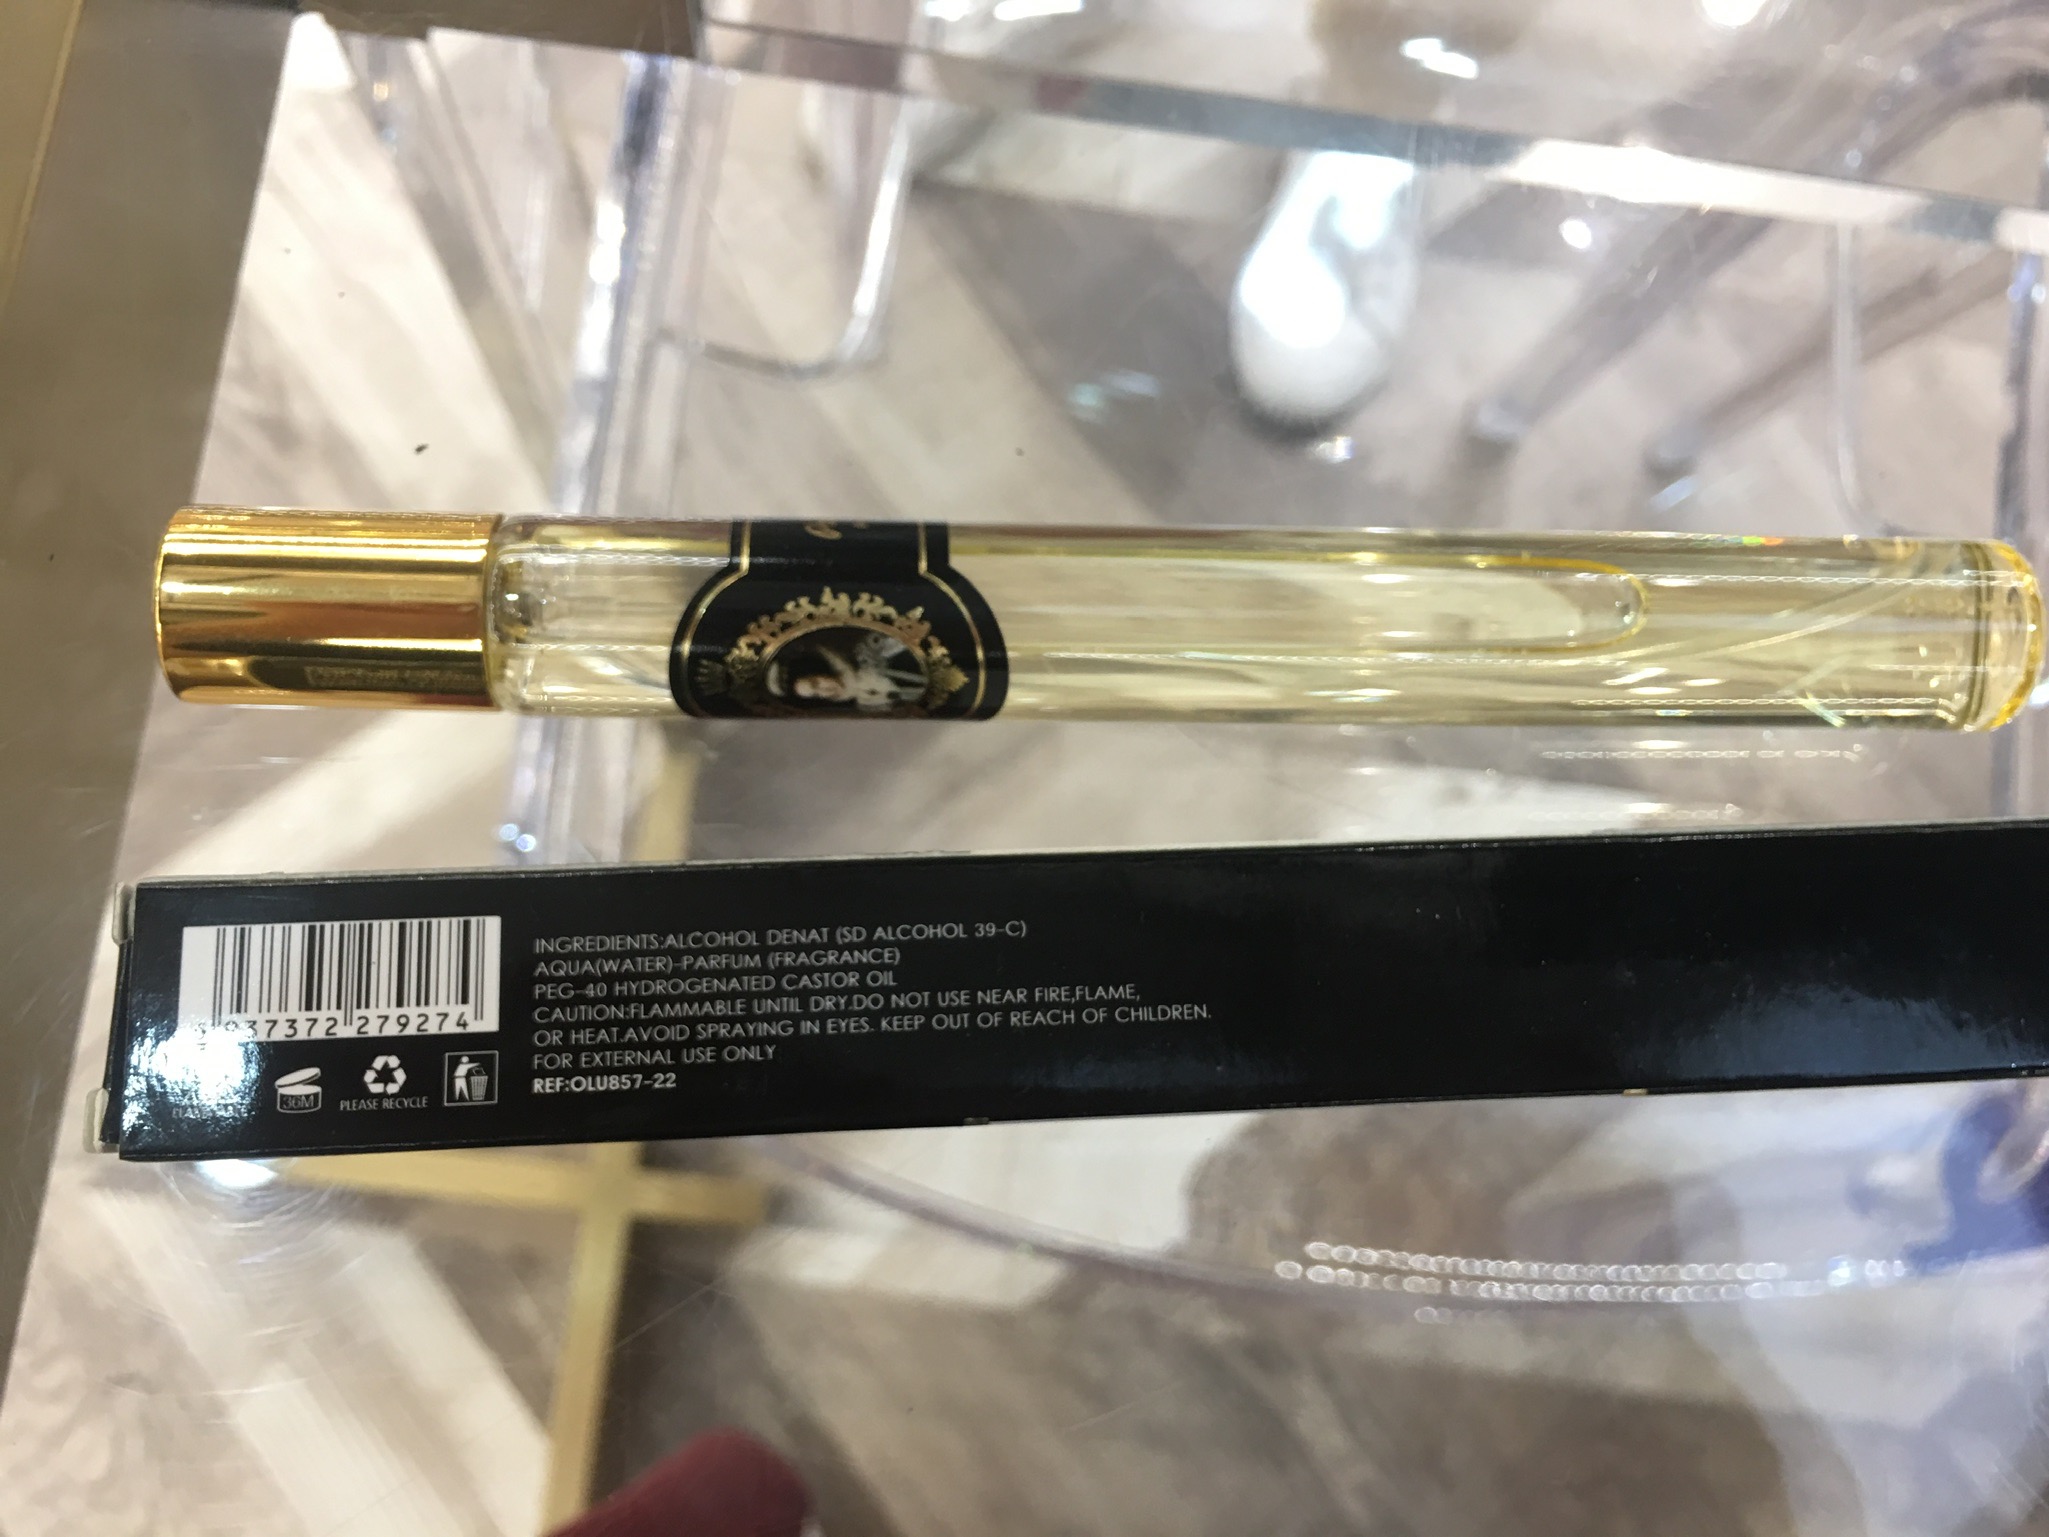 INGREDIENTS:ALCOHOL DENAT (SD ALCOHOL 39-C)
AQUA(WATER)-PARFUM (FRAGRANCE)
PEG-40 HYDROGENATED CASTOR OIL
CAUTION:FLAMMABLE UNTIL DRY.DO NOT USE NEAR FIRE,FLAME,
OR HEAT.AVOID SPRAYING IN EYES. KEEP OUT OF REACH OF CHILDREN.
FOR EXTERNAL USE ONLY
REF:OLU857-22
279274
36M
PLEASE RECYCLE